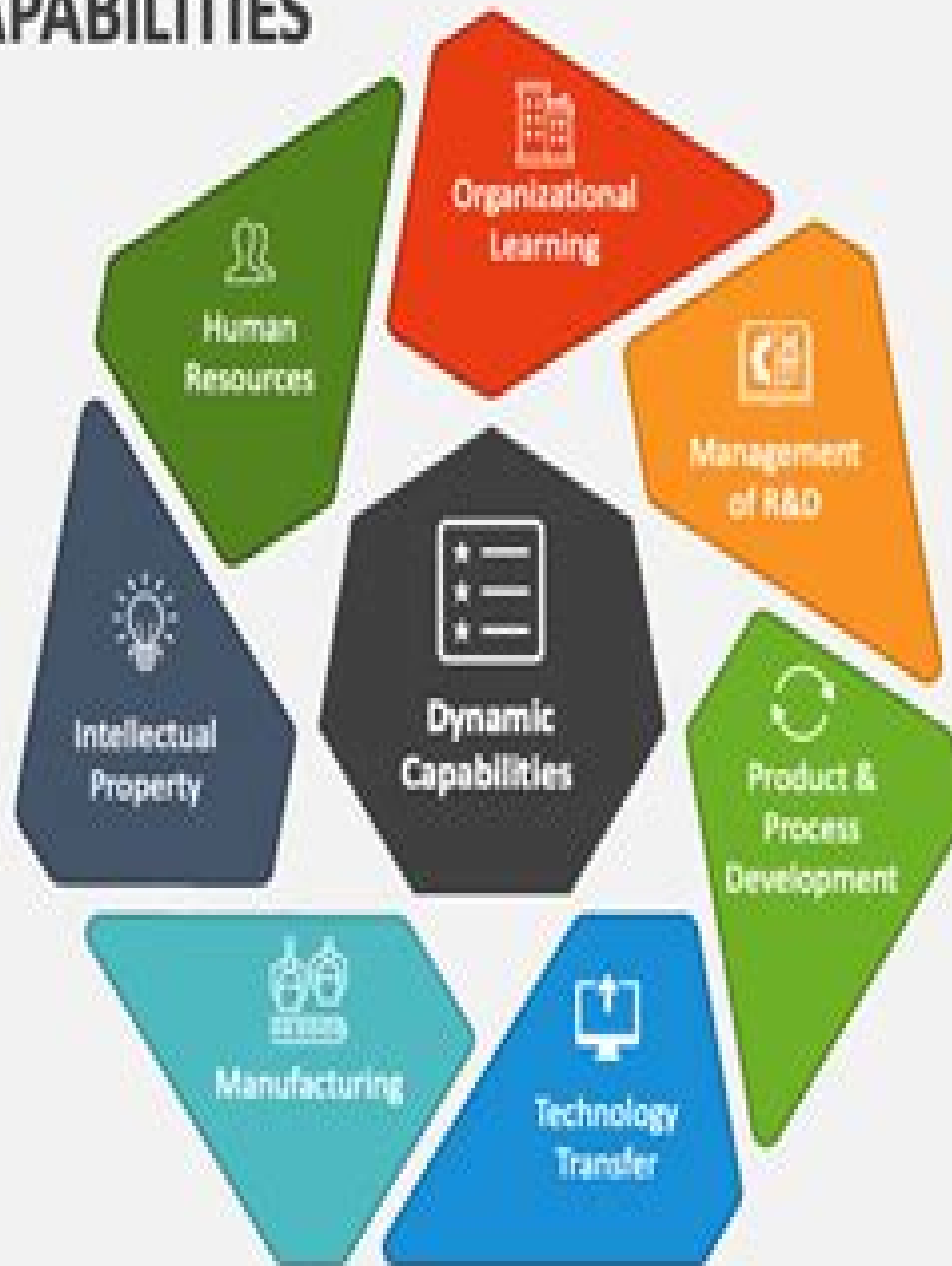 APABILITIES
Organizational
Learning
Human
Resources
Management
of R&D
Dynamic
Capabilities
Intellectual
Property
Product &
Process
Development
Manufacturing
Technology
Transfer